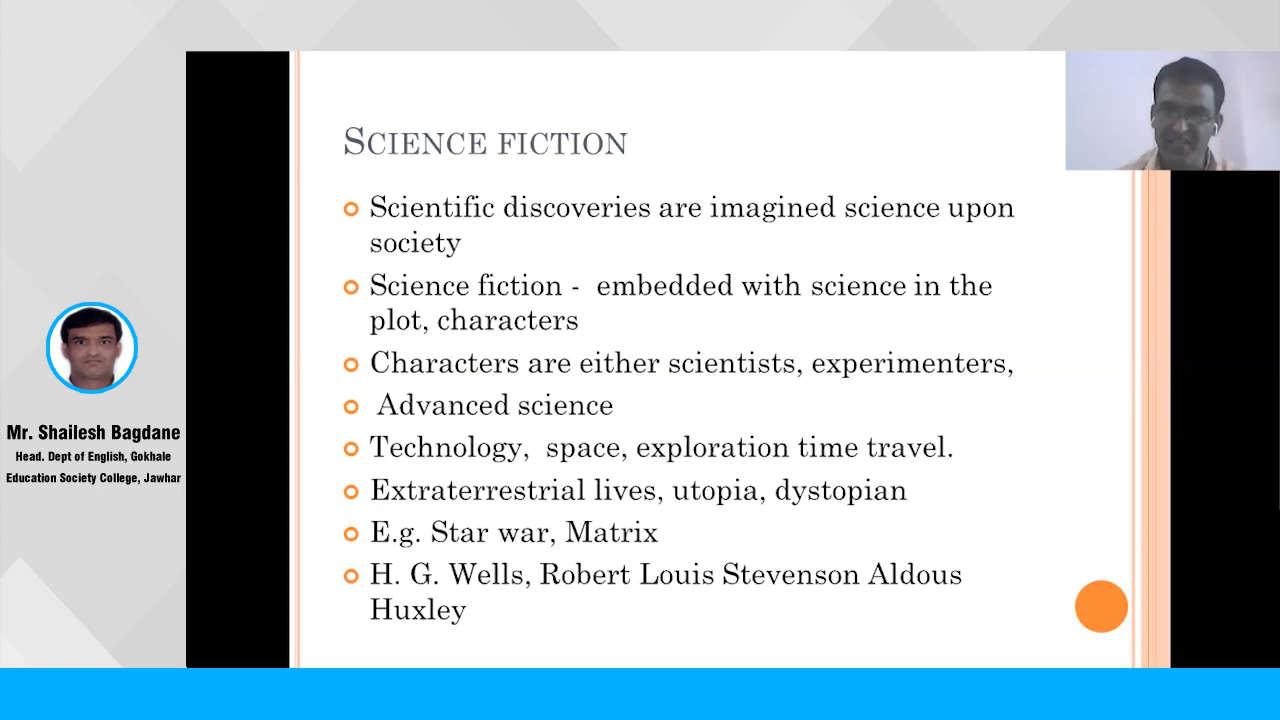 SCIENCE FICTION
Scientific discoveries are imagined science upon
society
Science fiction - embedded with science in the
plot, characters
Characters are either scientists, experimenters,
Advanced science
Technology, space, exploration time travel.
Extraterrestrial lives, utopia, dystopian
E.g. Star war, Matrix
H. G. Wells, Robert Louis Stevenson Aldous
Huxley
Mr. Shailesh Bagdane
Head. Dept of English, Gokhale
Education Society College, Jawhar